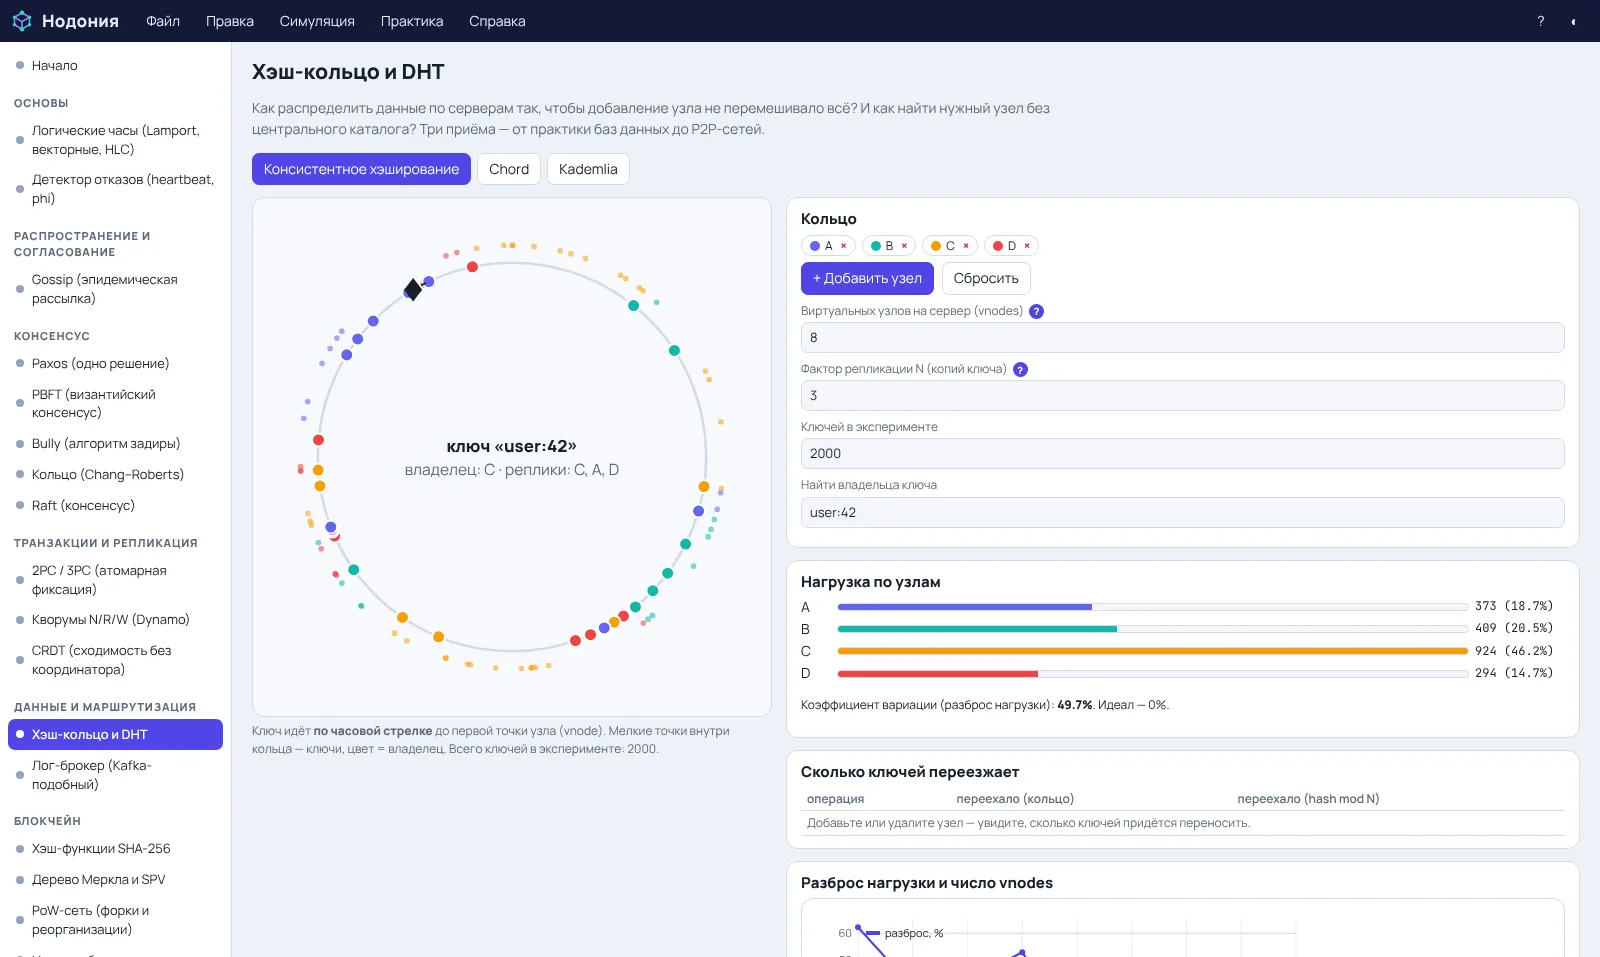 Нодония
Файл
Правка
Симуляция
Практика
Справка
?
Начало
ОСНОВЫ
Логические часы (Lamport,
векторные, HLC)
Детектор отказов (heartbeat,
phi)
РАСПРОСТРАНЕНИЕ И
СОГЛАСОВАНИЕ
Gossip (эпидемическая
рассылка)
КОНСЕНСУС
Paxos (одно решение)
PBFT (византийский
консенсус)
Bully (алгоритм задиры)
Кольцо (Chang–Roberts)
Raft (консенсус)
ТРАНЗАКЦИИ И РЕПЛИКАЦИЯ
2PC / 3PC (атомарная
фиксация)
Кворумы N/R/W (Dynamo)
CRDT (сходимость без
координатора)
ДАННЫЕ И МАРШРУТИЗАЦИЯ
Хэш-кольцо и DHT
Лог-брокер (Kafka-
подобный)
БЛОКЧЕЙН
Хэш-функции SHA-256
Дерево Меркла и SPV
PoW-сеть (форки и
реорганизации)
Хэш-кольцо и DHT
Как распределить данные по серверам так, чтобы добавление узла не перемешивало всё? И как найти нужный узел без
центрального каталога? Три приёма — от практики баз данных до P2P-сетей.
Консистентное хэширование
Chord
Kademlia
ключ «user:42»
владелец: C · реплики: C, A, D
Ключ идёт по часовой стрелке до первой точки узла (vnode). Мелкие точки внутри
кольца — ключи, цвет = владелец. Всего ключей в эксперименте: 2000.
Кольцо
A ×
B ×
C ×
D ×
+ Добавить узел
Сбросить
Виртуальных узлов на сервер (vnodes) ?
8
Фактор репликации N (копий ключа) ?
3
Ключей в эксперименте
2000
Найти владельца ключа
user:42
Нагрузка по узлам
A 373 (18.7%)
B 409 (20.5%)
C 924 (46.2%)
D 294 (14.7%)
Коэффициент вариации (разброс нагрузки): 49.7%. Идеал — 0%.
Сколько ключей переезжает
операция переехало (кольцо) переехало (hash mod N)
Добавьте или удалите узел — увидите, сколько ключей придётся переносить.
Разброс нагрузки и число vnodes
60
разброс, %